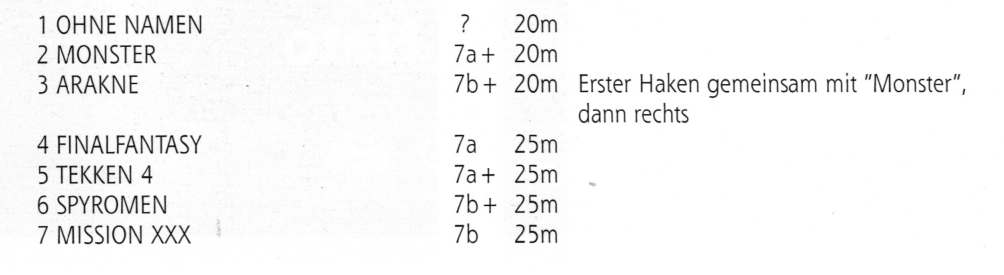 1 OHNE NAMEN ? 20m
2 MONSTER 7a+ 20m
3 ARAKNE 7b+ 20m Erster Haken gemeinsam mit "Monster",
dann rechts
4 FINALFANTASY 7a 25m
5 TEKKEN 4 7a+ 25m
6 SPYROMEN 7b+ 25m
7 MISSION XXX 7b 25m